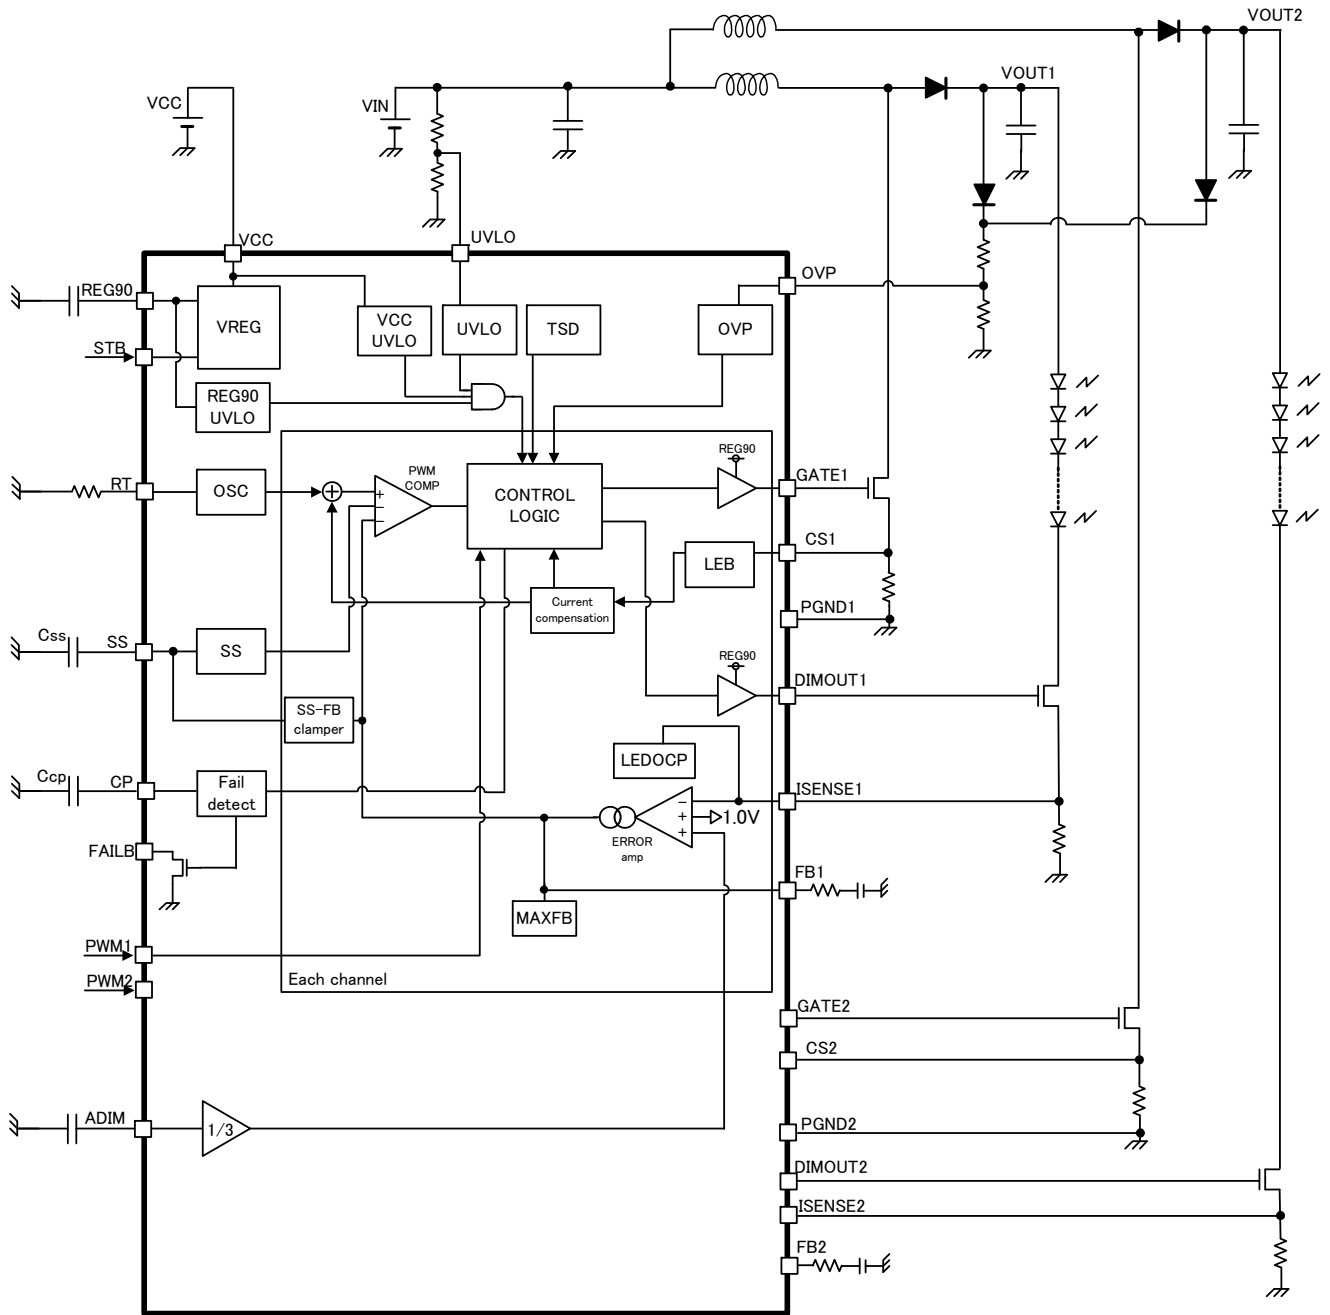 VOUT2
VOUT1
VCC
VIN
VCC
UVLO
OVP
REG90
VREG
VCC
UVLO
UVLO
TSD
OVP
STB
REG90
UVLO
RT
OSC
PWM
COMP
CONTROL
LOGIC
REG90
GATE1
LEB
CS1
Current
compensation
PGND1
Css
SS
SS
REG90
DIMOUT1
SS-FB
clamper
LEDOCP
Ccp
CP
Fail
detect
ISENSE1
1.0V
ERROR
amp
FAILB
FB1
MAXFB
PWM1
PWM2
Each channel
GATE2
CS2
ADIM
1/3
PGND2
DIMOUT2
ISENSE2
FB2
+
+
−
−
−
+
+